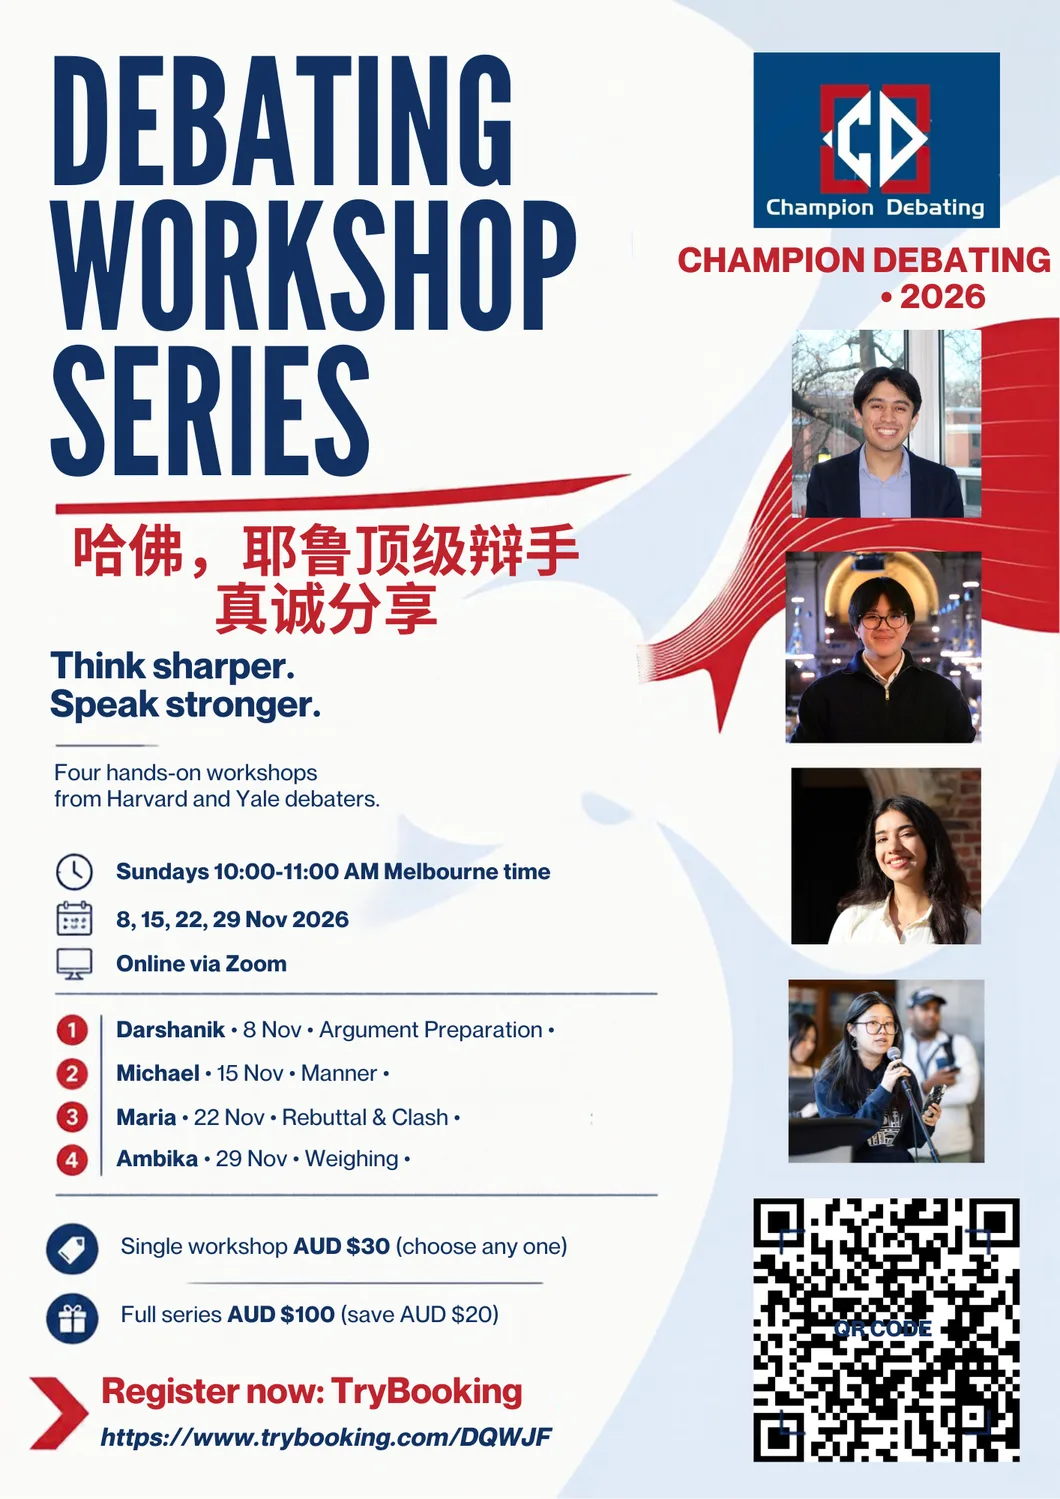 DEBATING
WORKSHOP
SERIES
哈佛，耶鲁顶级辩手
真诚分享
Think sharper.
Speak stronger.
Four hands-on workshops
from Harvard and Yale debaters.
Sundays 10:00-11:00 AM Melbourne time
8, 15, 22, 29 Nov 2026
Online via Zoom
1 Darshanik • 8 Nov • Argument Preparation •
2 Michael • 15 Nov • Manner •
3 Maria • 22 Nov • Rebuttal & Clash •
4 Ambika • 29 Nov • Weighing •
Single workshop AUD $30 (choose any one)
Full series AUD $100 (save AUD $20)
Register now: TryBooking
https://www.trybooking.com/DQWJF
CD
Champion Debating
CHAMPION DEBATING
• 2026
QR CODE